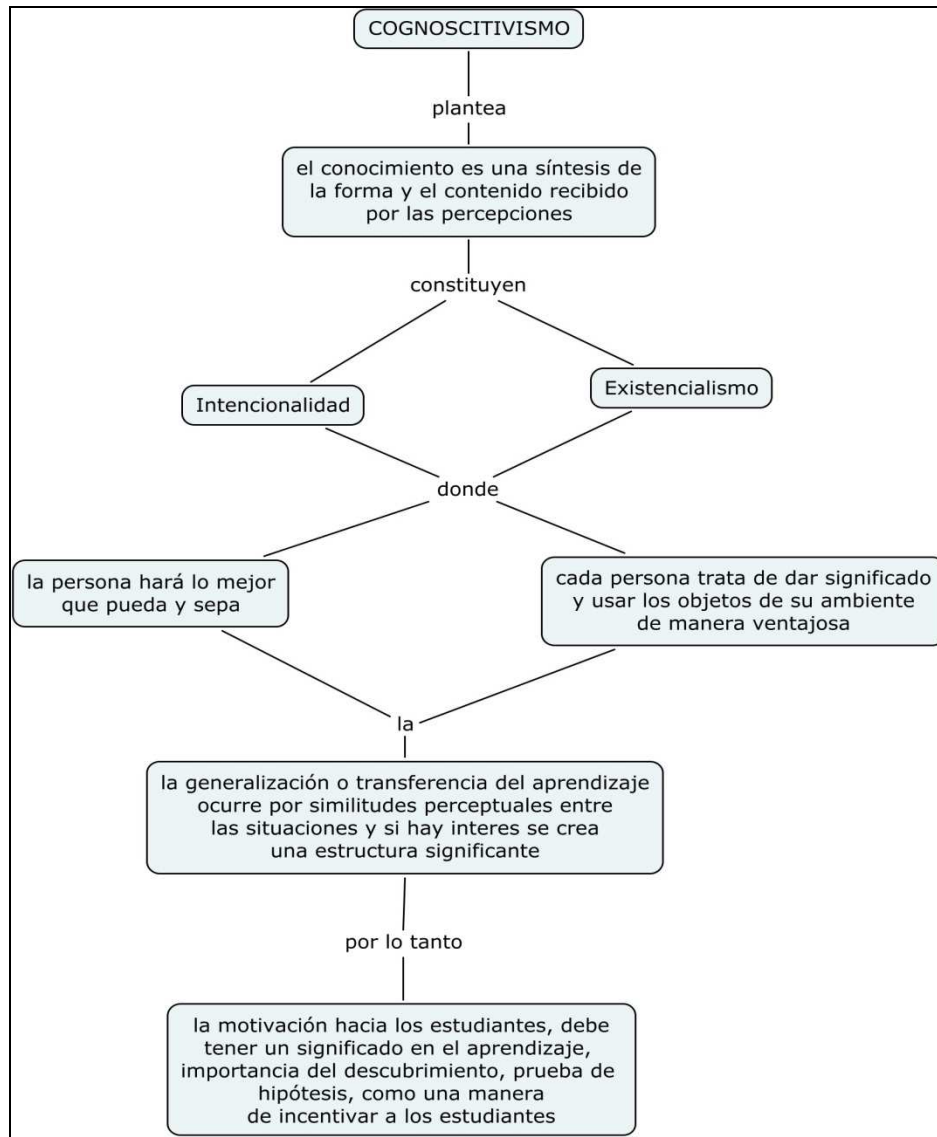 COGNOSCITIVISMO
plantea
el conocimiento es una síntesis de
la forma y el contenido recibido
por las percepciones
constituyen
Intencionalidad
Existencialismo
donde
la persona hará lo mejor
que pueda y sepa
cada persona trata de dar significado
y usar los objetos de su ambiente
de manera ventajosa
la
la generalización o transferencia del aprendizaje
ocurre por similitudes perceptuales entre
las situaciones y si hay interes se crea
una estructura significante
por lo tanto
la motivación hacia los estudiantes, debe
tener un significado en el aprendizaje,
importancia del descubrimiento, prueba de
hipótesis, como una manera
de incentivar a los estudiantes